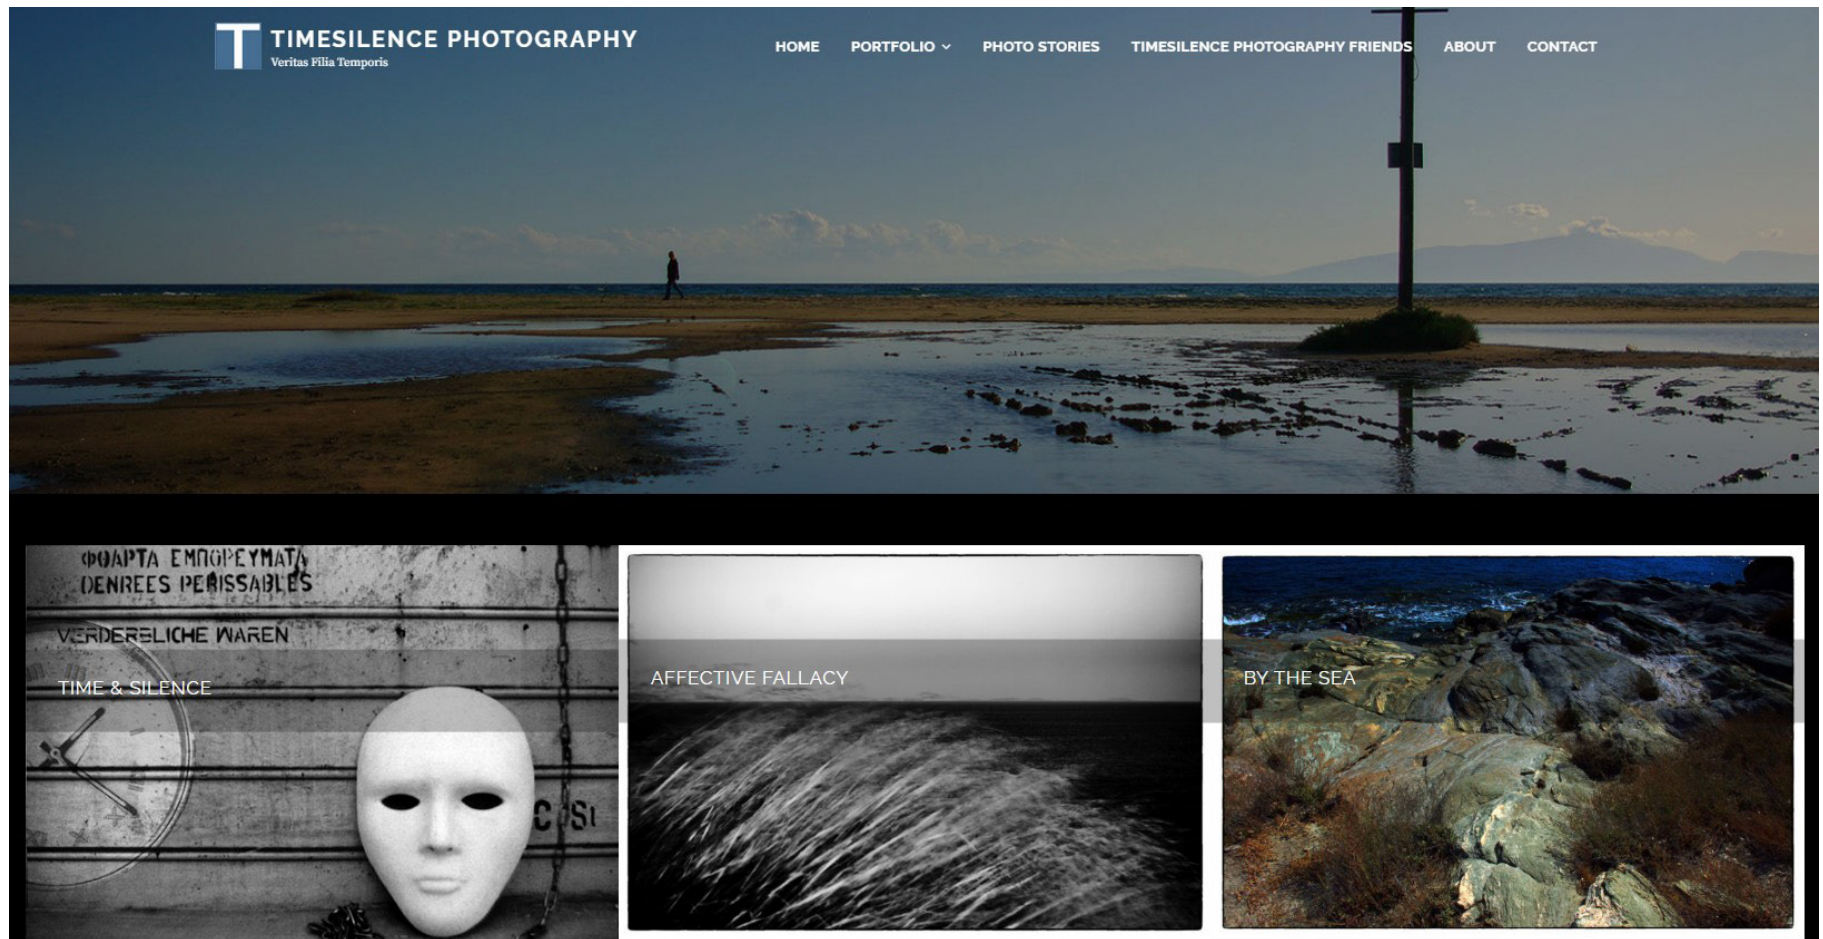 TIMESILENCE PHOTOGRAPHY
Veritas Filia Temporis
HOME PORTFOLIO PHOTO STORIES TIMESILENCE PHOTOGRAPHY FRIENDS ABOUT CONTACT
ΦΘΑΡΤΑ ΕΜΠΟΡΕΥΜΑΤΑ
DENREES PERISSABLES
VERDERBLICHE WAREN
TIME & SILENCE
AFFECTIVE FALLACY
BY THE SEA